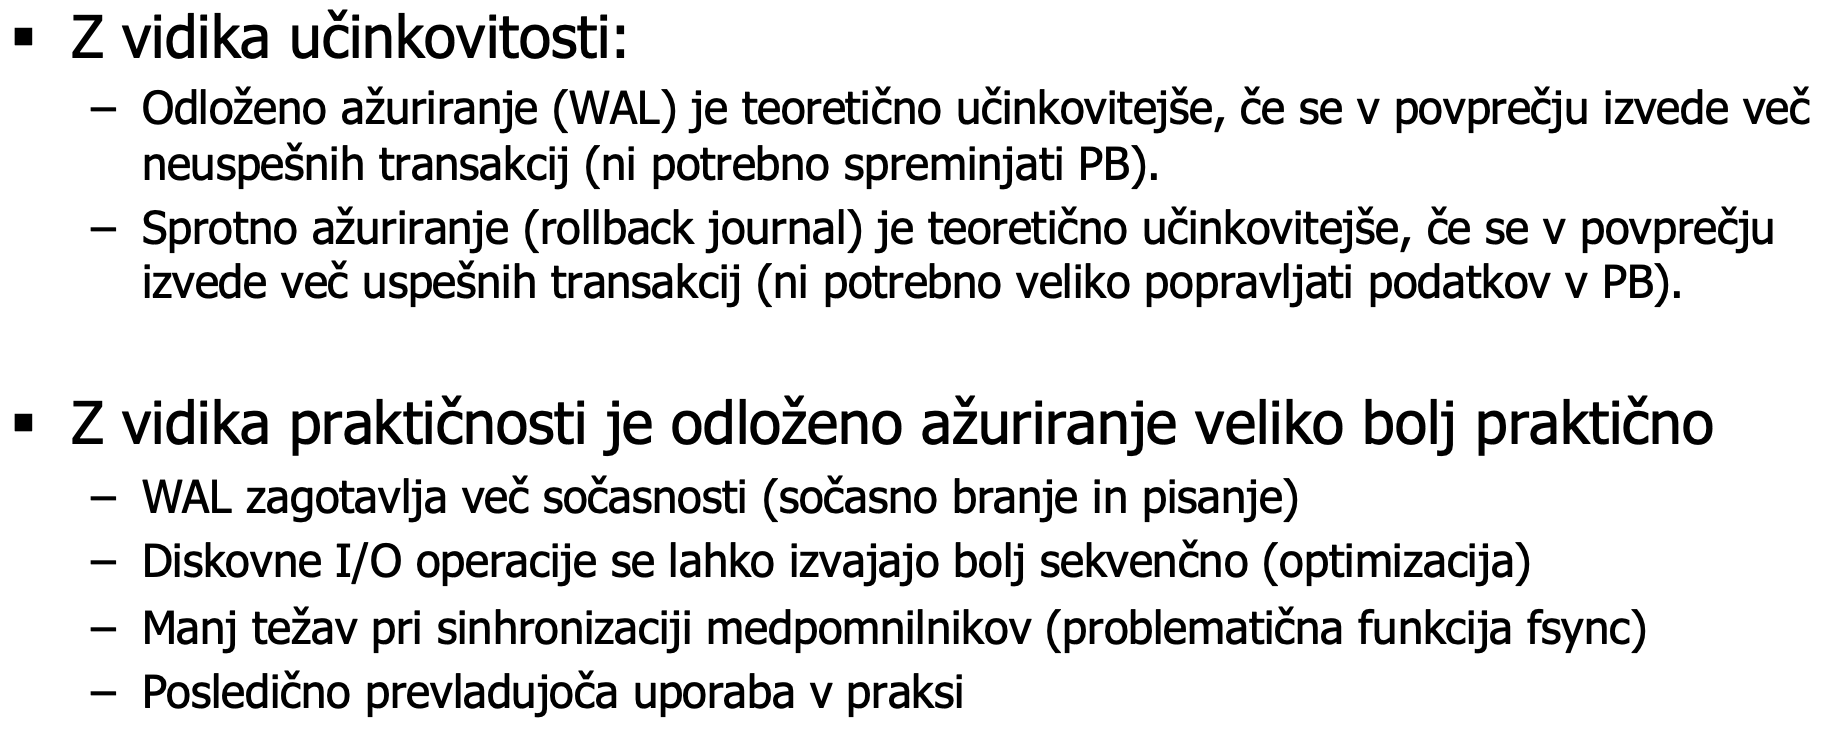 ▪ Z vidika učinkovitosti:
– Odloženo ažuriranje (WAL) je teoretično učinkovitejše, če se v povprečju izvede več
neuspešnih transakcij (ni potrebno spreminjati PB).
– Sprotno ažuriranje (rollback journal) je teoretično učinkovitejše, če se v povprečju
izvede več uspešnih transakcij (ni potrebno veliko popravljati podatkov v PB).
▪ Z vidika praktičnosti je odloženo ažuriranje veliko bolj praktično
– WAL zagotavlja več sočasnosti (sočasno branje in pisanje)
– Diskovne I/O operacije se lahko izvajajo bolj sekvenčno (optimizacija)
– Manj težav pri sinhronizaciji medpomnilnikov (problematična funkcija fsync)
– Posledično prevladujoča uporaba v praksi